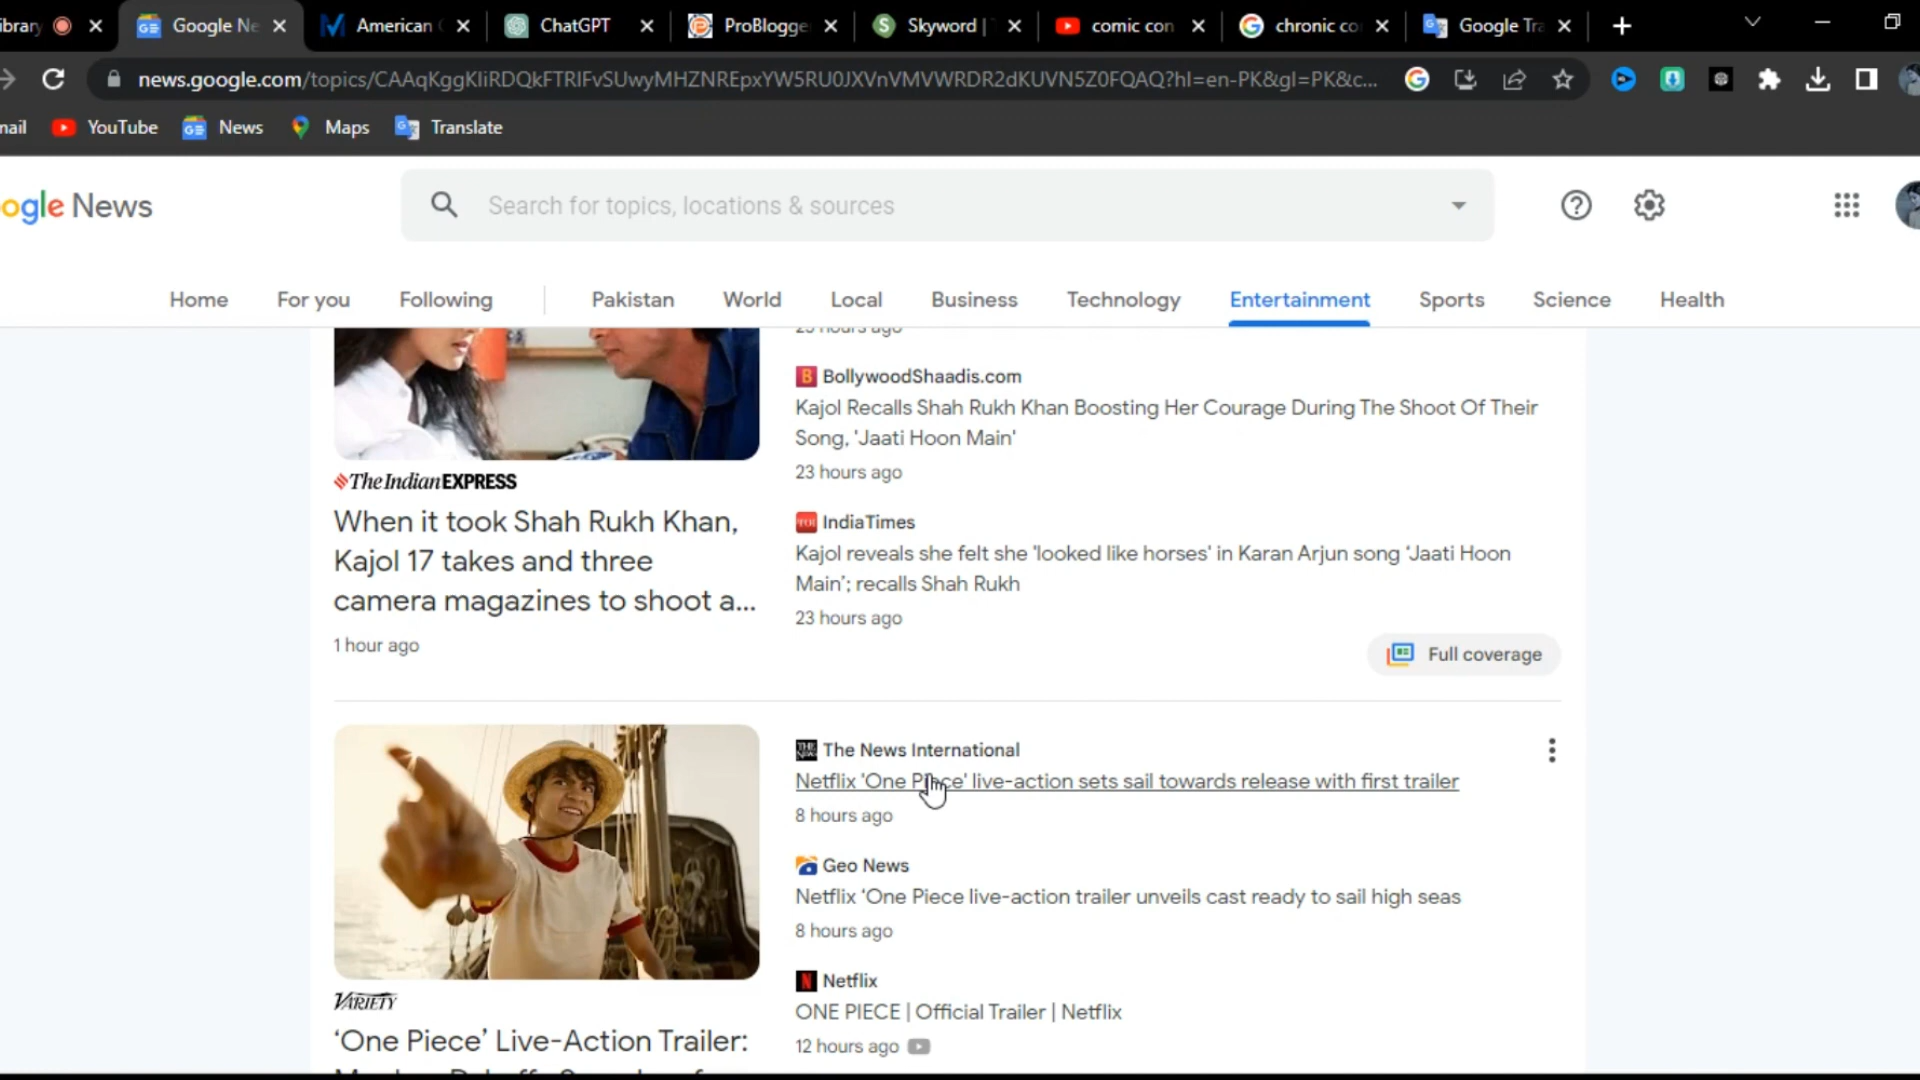 ibrary
Google Ne
American
ChatGPT
ProBlogge
Skyword |
comic con
chronic co
Google Tra
news.google.com/topics/CAAqKggKIiRDQkFTRlFvSUwyMHZNREpxYW5RU0JXVnVMVWRDR2dKUVN5Z0FQAQ?hl=en-PK&gl=PK&c...
mail
YouTube
News
Maps
Translate
ogle News
Search for topics, locations & sources
Home
For you
Following
Pakistan
World
Local
Business
Technology
Entertainment
Sports
Science
Health
23 hours ago
BollywoodShaadis.com
Kajol Recalls Shah Rukh Khan Boosting Her Courage During The Shoot Of Their
Song, 'Jaati Hoon Main'
23 hours ago
The Indian EXPRESS
When it took Shah Rukh Khan,
Kajol 17 takes and three
camera magazines to shoot a...
1 hour ago
IndiaTimes
Kajol reveals she felt she 'looked like horses' in Karan Arjun song ‘Jaati Hoon
Main’; recalls Shah Rukh
23 hours ago
Full coverage
The News International
Netflix 'One Piece' live-action sets sail towards release with first trailer
8 hours ago
Geo News
Netflix ‘One Piece live-action trailer unveils cast ready to sail high seas
8 hours ago
Netflix
ONE PIECE | Official Trailer | Netflix
12 hours ago
VARIETY
‘One Piece’ Live-Action Trailer: